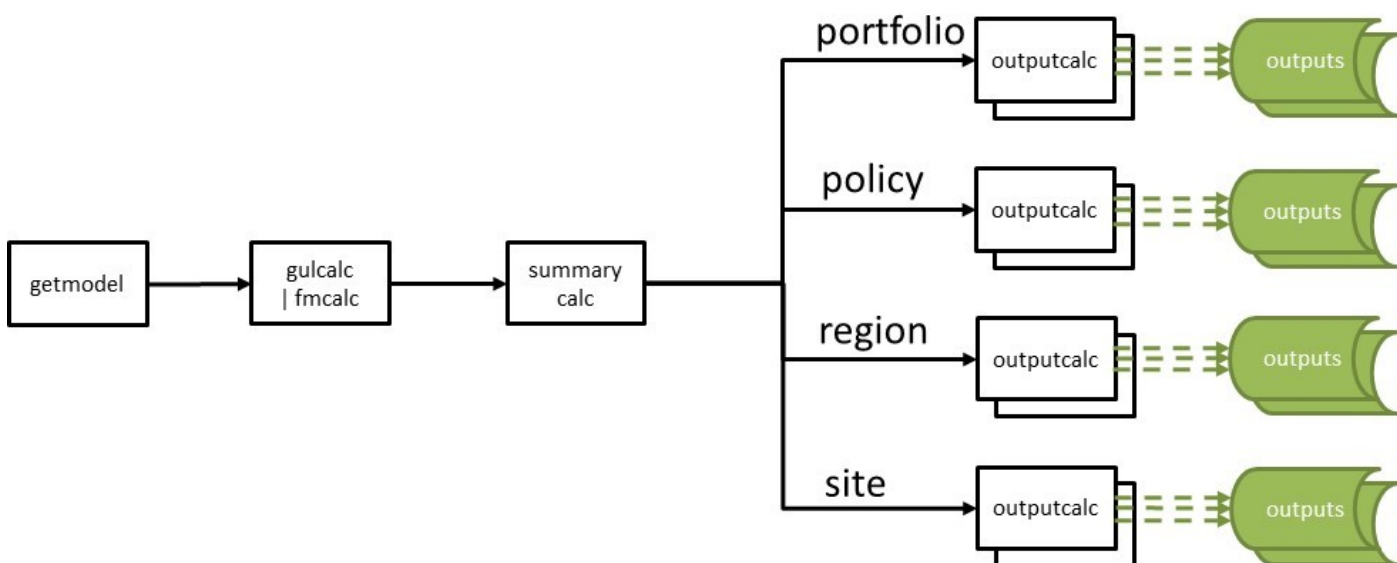 portfolio
outputcalc
outputs
policy
outputcalc
outputs
getmodel
gulcalc
| fmcalc
summary
calc
region
outputcalc
outputs
site
outputcalc
outputs